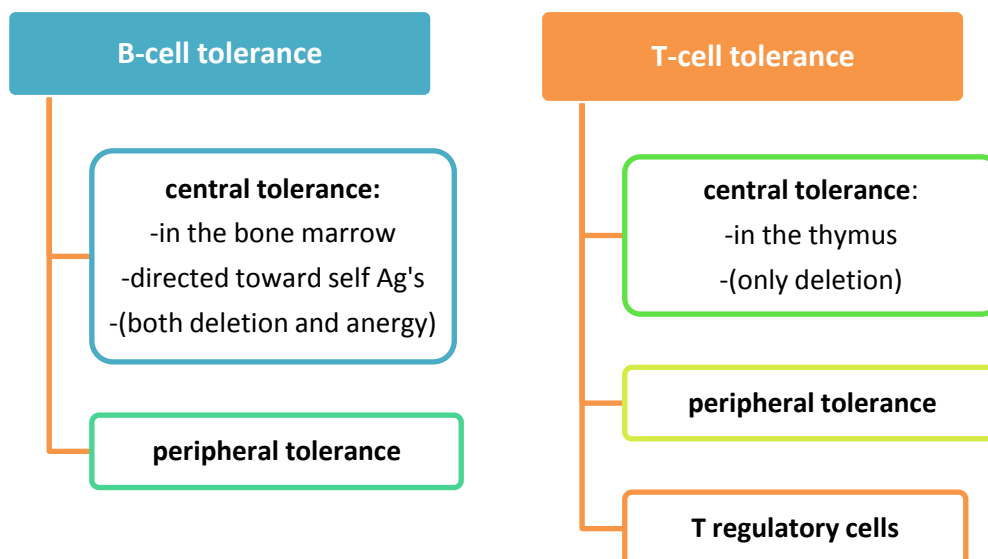 B-cell tolerance
central tolerance:
-in the bone marrow
-directed toward self Ag's
-(both deletion and anergy)
peripheral tolerance
T-cell tolerance
central tolerance:
-in the thymus
-(only deletion)
peripheral tolerance
T regulatory cells